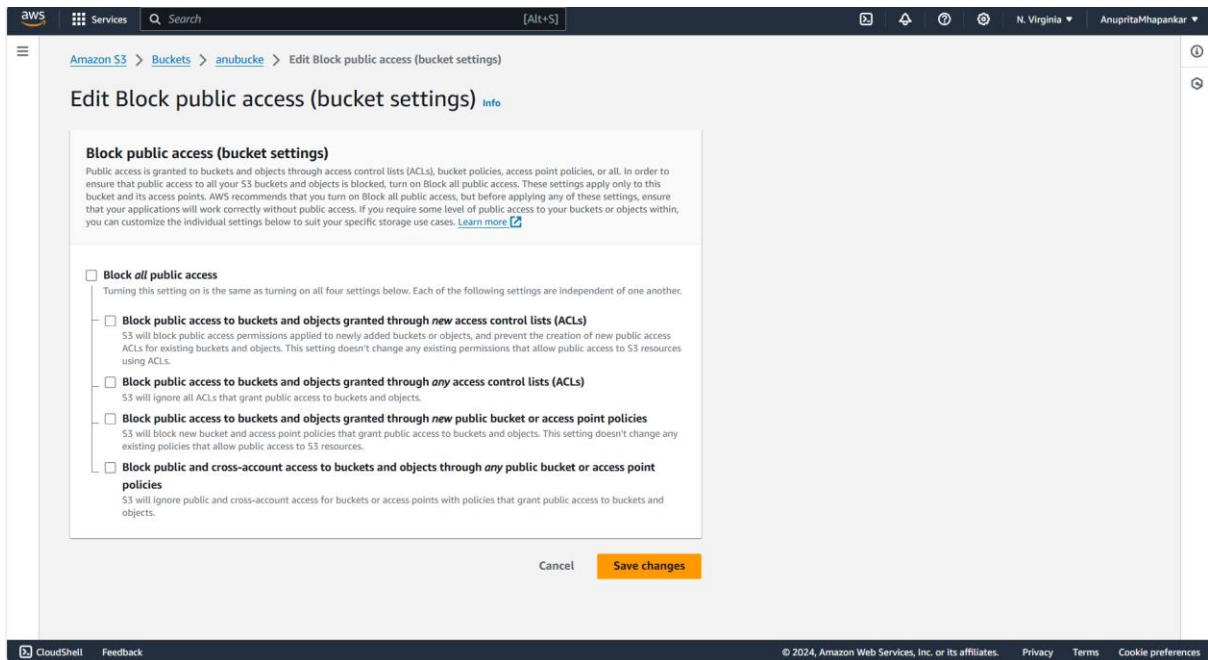 aws
Services
Search
[Alt+S]
N. Virginia ▼
AnupritaMhapankar ▼
Amazon S3 > Buckets > anubucke > Edit Block public access (bucket settings)
Edit Block public access (bucket settings) Info
Block public access (bucket settings)
Public access is granted to buckets and objects through access control lists (ACLs), bucket policies, access point policies, or all. In order to
ensure that public access to all your S3 buckets and objects is blocked, turn on Block all public access. These settings apply only to this
bucket and its access points. AWS recommends that you turn on Block all public access, but before applying any of these settings, ensure
that your applications will work correctly without public access. If you require some level of public access to your buckets or objects within,
you can customize the individual settings below to suit your specific storage use cases. Learn more
Block all public access
Turning this setting on is the same as turning on all four settings below. Each of the following settings are independent of one another.
Block public access to buckets and objects granted through new access control lists (ACLs)
S3 will block public access permissions applied to newly added buckets or objects, and prevent the creation of new public access
ACLs for existing buckets and objects. This setting doesn't change any existing permissions that allow public access to S3 resources
using ACLs.
Block public access to buckets and objects granted through any access control lists (ACLs)
S3 will ignore all ACLs that grant public access to buckets and objects.
Block public access to buckets and objects granted through new public bucket or access point policies
S3 will block new bucket and access point policies that grant public access to buckets and objects. This setting doesn't change any
existing policies that allow public access to S3 resources.
Block public and cross-account access to buckets and objects through any public bucket or access point
policies
S3 will ignore public and cross-account access for buckets or access points with policies that grant public access to buckets and
objects.
Cancel
Save changes
CloudShell
Feedback
© 2024, Amazon Web Services, Inc. or its affiliates.
Privacy
Terms
Cookie preferences